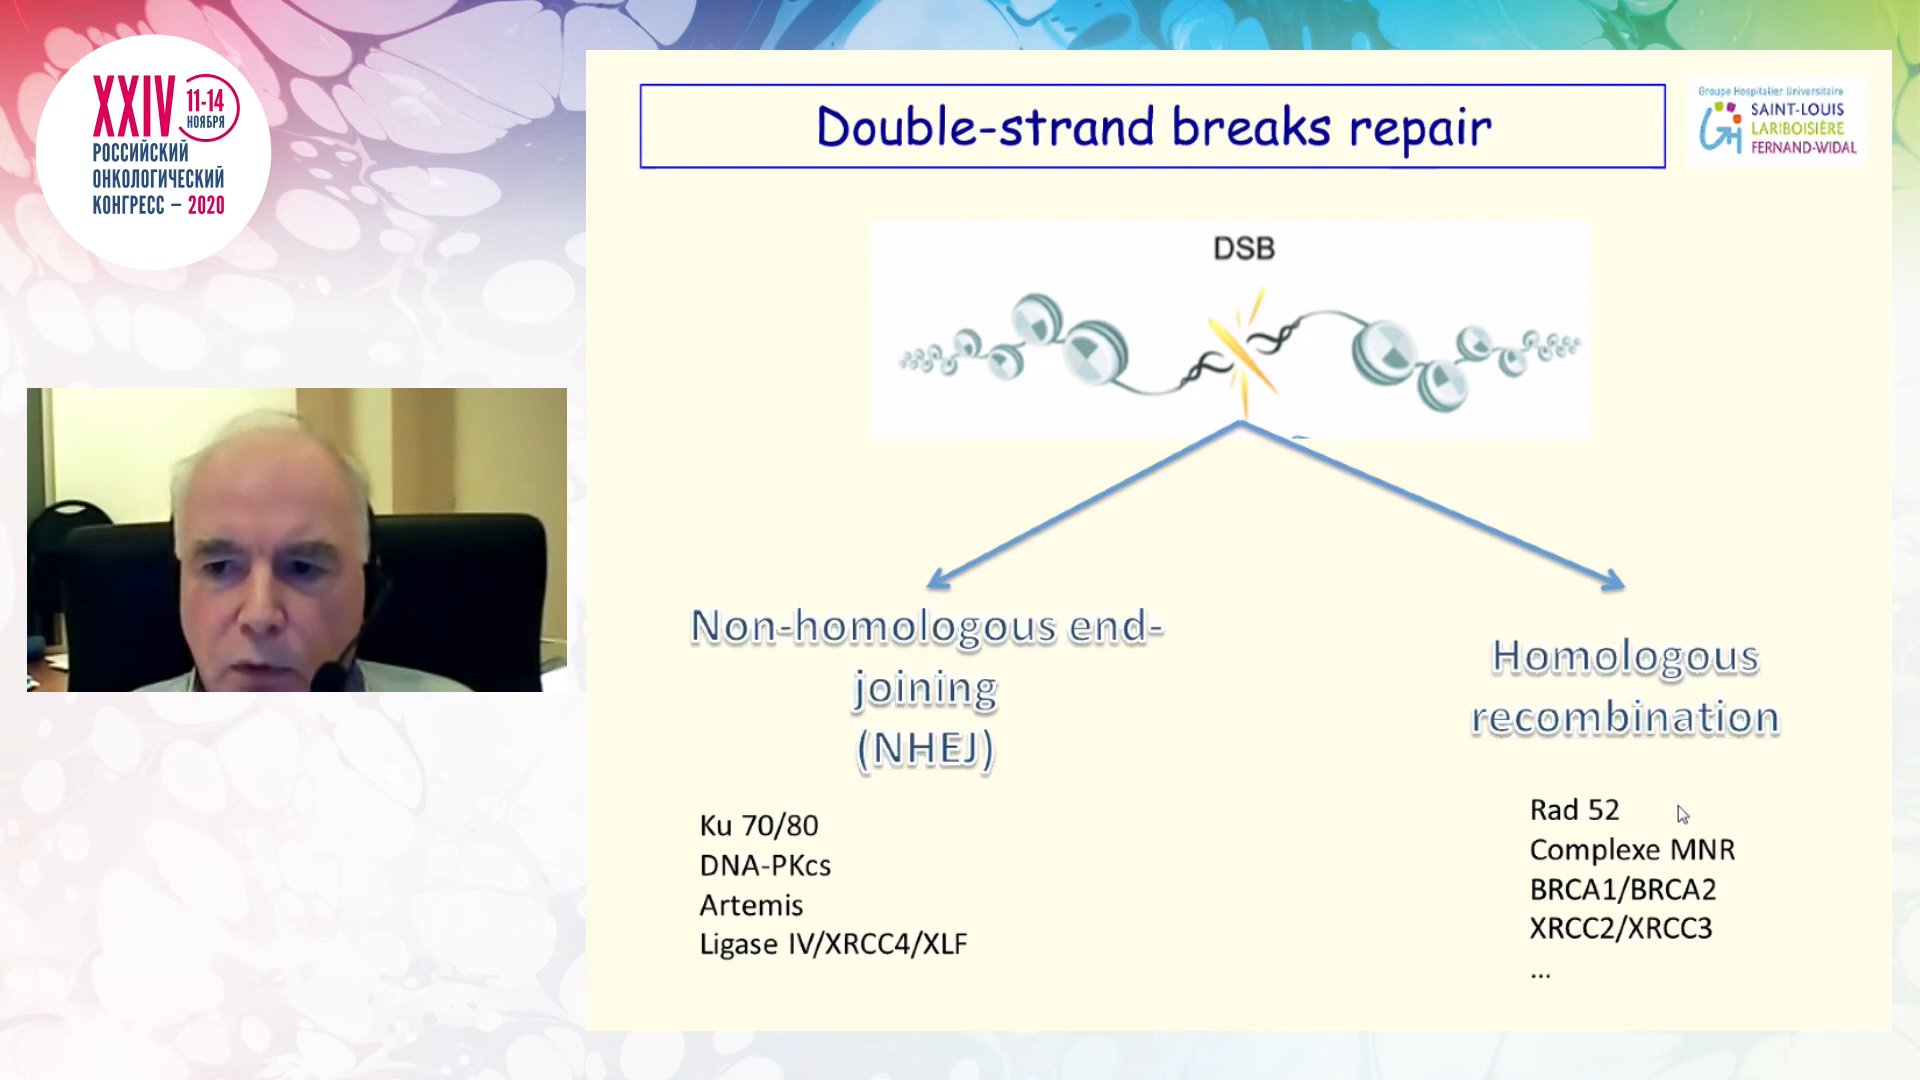 XXIV
11-14
НОЯБРЯ
РОССИЙСКИЙ
ОНКОЛОГИЧЕСКИЙ
КОНГРЕСС – 2020
Double-strand breaks repair
Groupe Hospitalier Universitaire
SAINT-LOUIS
LARIBOISIÈRE
FERNAND-WIDAL
DSB
Non-homologous end-
joining
(NHEJ)
Ku 70/80
DNA-PKcs
Artemis
Ligase IV/XRCC4/XLF
Homologous
recombination
Rad 52
Complexe MNR
BRCA1/BRCA2
XRCC2/XRCC3
...